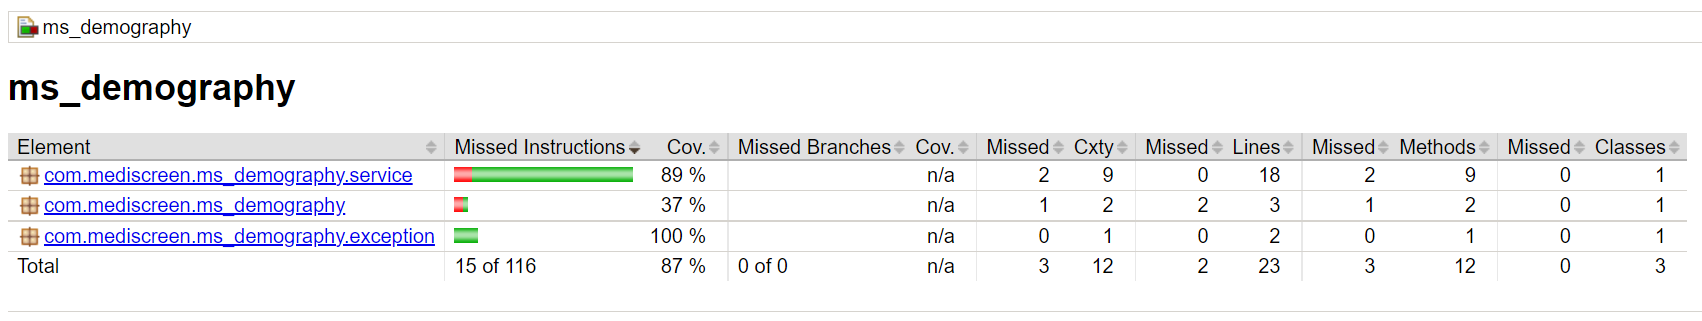 ms_demography
ms_demography
Element Missed Instructions Cov. Missed Branches Cov. Missed Cxty Missed Lines Missed Methods Missed Classes
com.mediscreen.ms_demography.service 89 % n/a 2 9 0 18 2 9 0 1
com.mediscreen.ms_demography 37 % n/a 1 2 2 3 1 2 0 1
com.mediscreen.ms_demography.exception 100 % n/a 0 1 0 2 0 1 0 1
Total 15 of 116 87 % 0 of 0 n/a 3 12 2 23 3 12 0 3